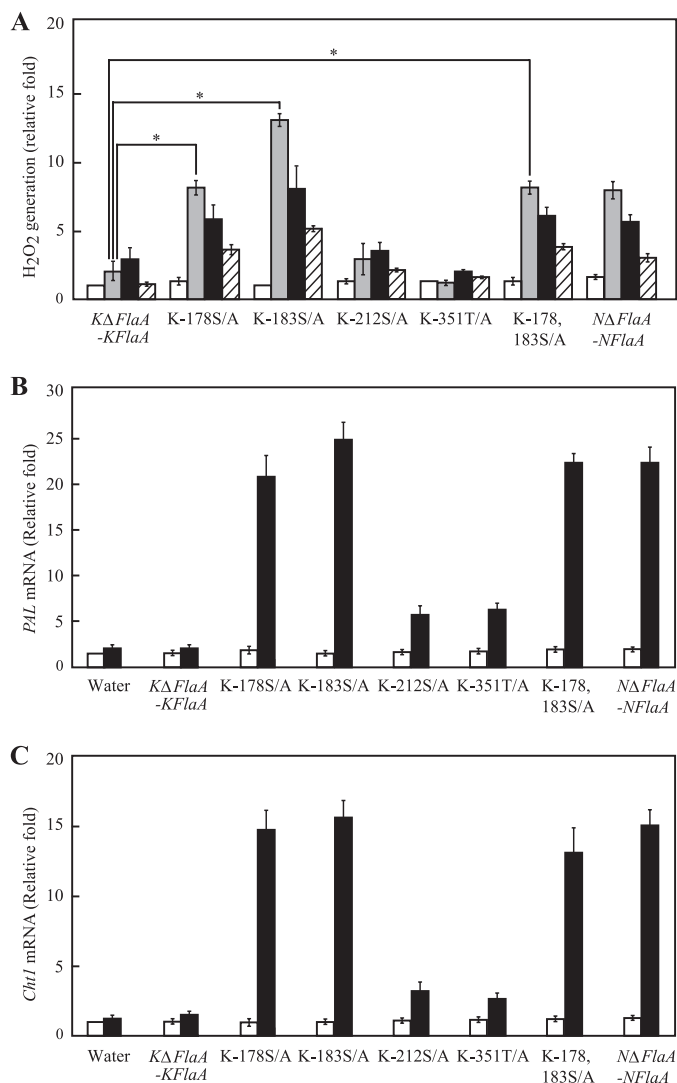 A
H₂O₂ generation (relative fold)
20
15
10
5
0
*
*
*
KΔFlaA
-KFlaA
K-178S/A
K-183S/A
K-212S/A
K-351T/A
K-178,
183S/A
NΔFlaA
-NFlaA
B
PAL mRNA (Relative fold)
25
20
15
10
5
0
Water
KΔFlaA
-KFlaA
K-178S/A
K-183S/A
K-212S/A
K-351T/A
K-178,
183S/A
NΔFlaA
-NFlaA
C
Cht1 mRNA (Relative fold)
20
15
10
5
0
Water
KΔFlaA
-KFlaA
K-178S/A
K-183S/A
K-212S/A
K-351T/A
K-178,
183S/A
NΔFlaA
-NFlaA